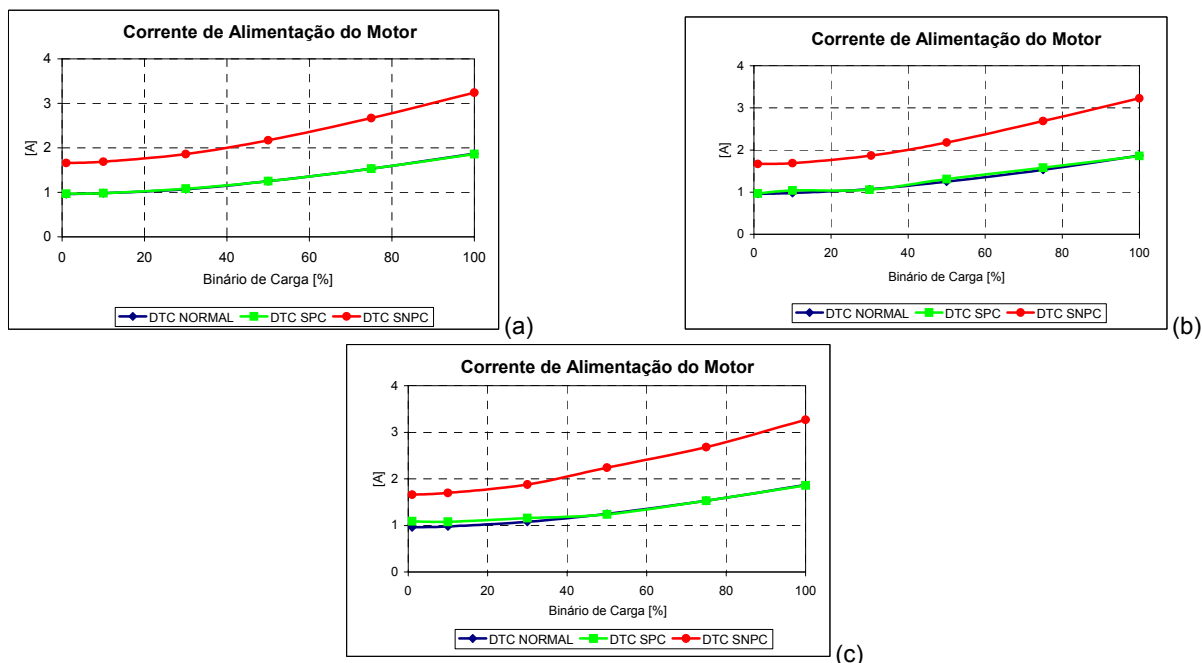 Corrente de Alimentação do Motor
4
3
2
1
0
[A]
0 20 40 60 80 100
Binário de Carga [%]
DTC NORMAL DTC SPC DTC SNPC
(a)
Corrente de Alimentação do Motor
4
3
2
1
0
[A]
0 20 40 60 80 100
Binário de Carga [%]
DTC NORMAL DTC SPC DTC SNPC
(b)
Corrente de Alimentação do Motor
4
3
2
1
0
[A]
0 20 40 60 80 100
Binário de Carga [%]
DTC NORMAL DTC SPC DTC SNPC
(c)